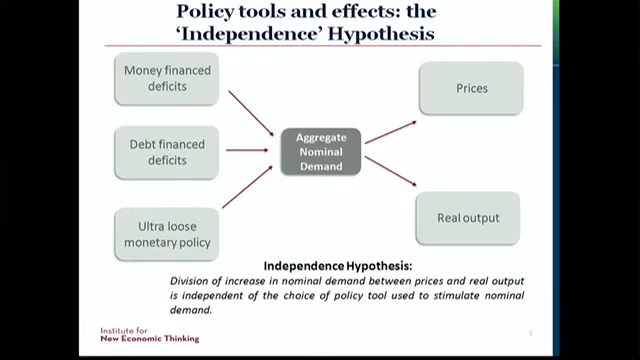 Policy tools and effects: the
'Independence' Hypothesis
Money financed
deficits
Debt financed
deficits
Ultra loose
monetary policy
Aggregate
Nominal
Demand
Prices
Real output
Independence Hypothesis:
Division of increase in nominal demand between prices and real output
is independent of the choice of policy tool used to stimulate nominal
demand.
Institute for
New Economic Thinking
5